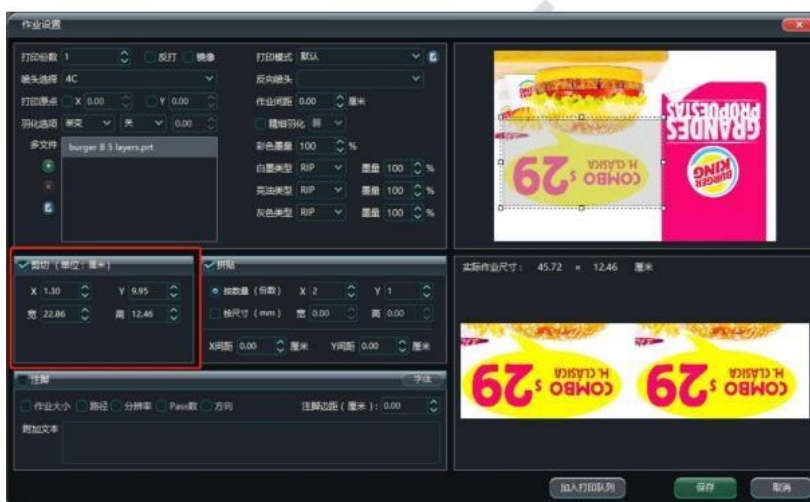 作业设置
打印份数 1 反打 镜像 打印模式 默认
喷头选择 4C 反向喷头
打印原点 X 0.00 Y 0.00 作业间距 0.00 厘米
羽化选项 渐变 关 0.00 精细羽化 弱
多文件 burger B 5 layers.prt 彩色墨量 100 %
白墨类型 RIP 墨量 100 %
亮油类型 RIP 墨量 100 %
灰色类型 RIP 墨量 100 %
GRANDES
PROPUESTAS
BURGER
KING
COMBO
H. CLASICA
$ 29
剪切 (单位：厘米)
X 1.30 Y 9.95
宽 22.86 高 12.46
拼贴
按数量 (份数) X 2 Y 1
按尺寸 (mm) 宽 0.00 高 0.00
X间距 0.00 厘米 Y间距 0.00 厘米
实际作业尺寸： 45.72 × 12.46 厘米
COMBO
H. CLASICA
$ 29
COMBO
H. CLASICA
$ 29
注脚 字体
作业大小 路径 分辨率 Pass数 方向 注脚边距 (厘米)： 0.00
附加文本
加入打印队列 保存 取消